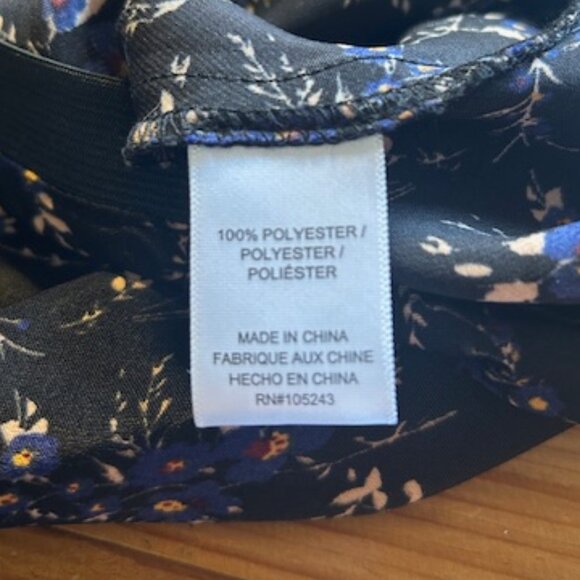 100% POLYESTER /
POLYESTER /
POLIÉSTER
MADE IN CHINA
FABRIQUE AUX CHINE
HECHO EN CHINA
RN#105243